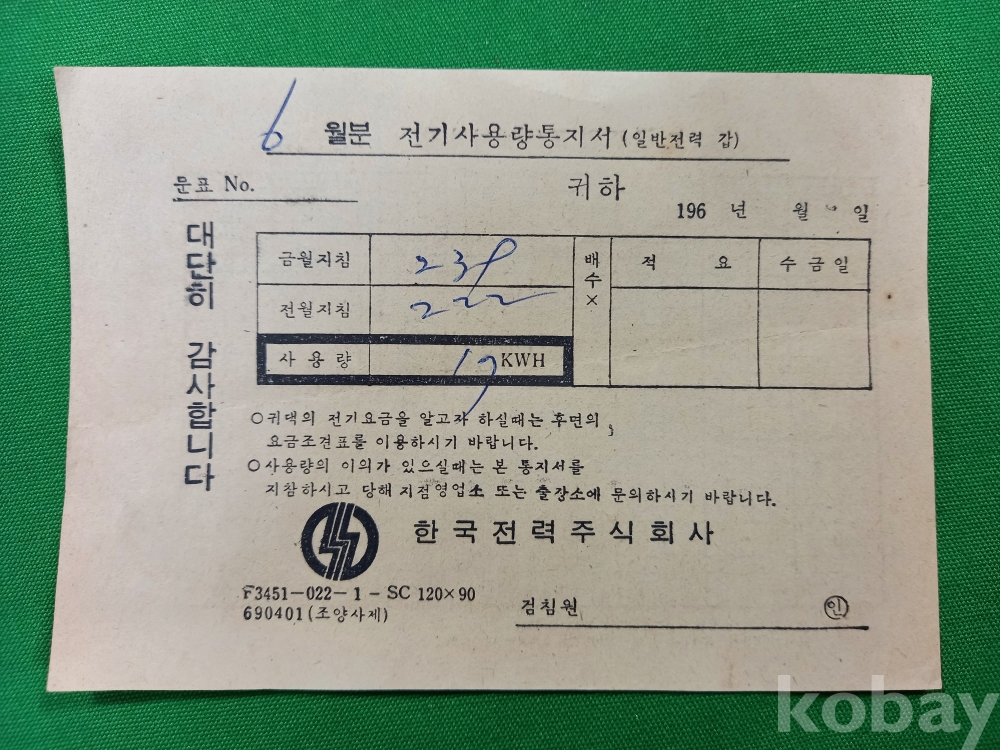 6 월분 전기사용량통지서 (일반전력 갑)
문표 No. 귀하
196 년 월 일
대단히 감사합니다
금월지침 239 배수× 적 요 수금일
전월지침 222
사용량 17 KWH
○귀댁의 전기요금을 알고자 하실때는 후면의
요금조견표를 이용하시기 바랍니다.
○사용량의 이의가 있으실때는 본 통지서를
지참하시고 당해 지점영업소 또는 출장소에 문의하시기 바랍니다.
한국전력주식회사
F3451-022-1-SC 120×90
690401 (조양사제)
검침원 인
kobay